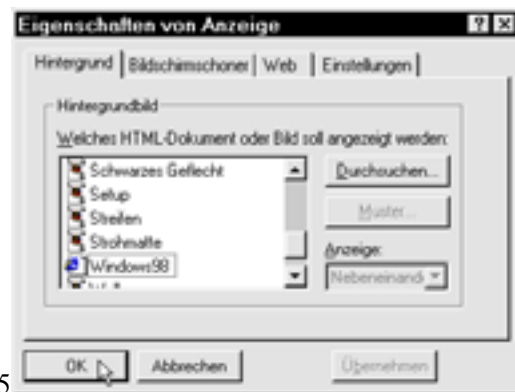 Eigenschaften von Anzeige
Hintergrund Bildschirmschoner Web Einstellungen
Hintergrundbild
Welches HTML-Dokument oder Bild soll angezeigt werden:
Schwarzes Geflecht
Durchsuchen...
Setup
Streifen
Muster...
Strohmatte
Anzeige:
Windows98
Nebeneinand
5
OK Abbrechen Übernehmen